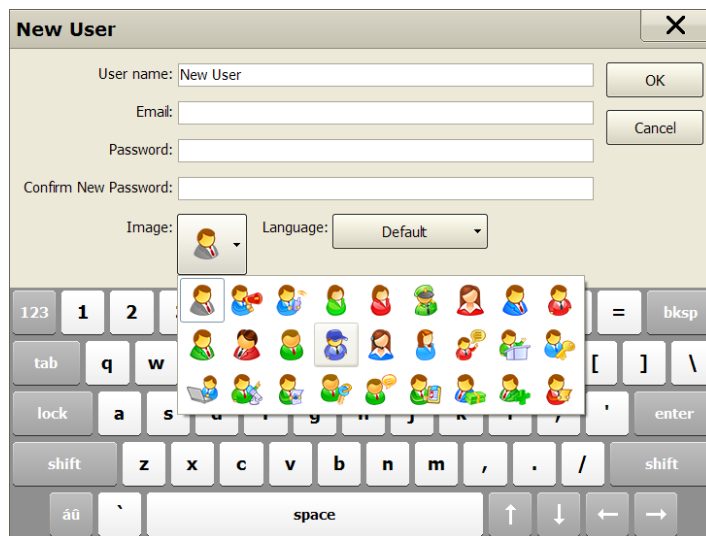 New User
User name: New User
OK
Email:
Cancel
Password:
Confirm New Password:
Image:
Language: Default
123 1 2 = bksp
tab q w [ ] \
lock a s ' enter
shift z x c v b n m , . / shift
áû ` space ↑ ↓ ← →